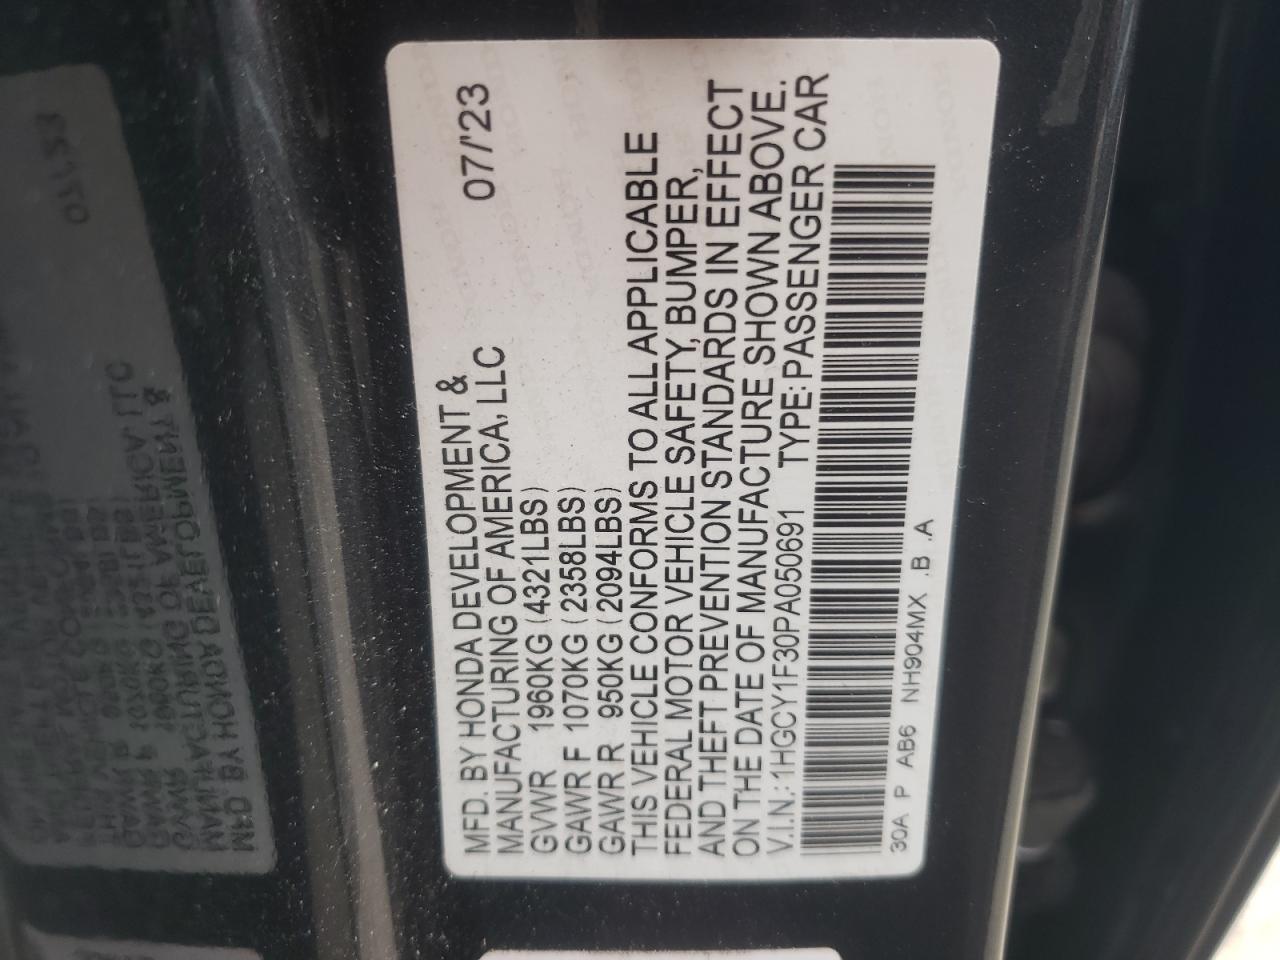 MFD. BY HONDA DEVELOPMENT &
MANUFACTURING OF AMERICA, LLC 07/'23
GVWR 1960KG (4321LBS)
GAWR F 1070KG (2358LBS)
GAWR R 950KG (2094LBS)
THIS VEHICLE CONFORMS TO ALL APPLICABLE
FEDERAL MOTOR VEHICLE SAFETY, BUMPER,
AND THEFT PREVENTION STANDARDS IN EFFECT
ON THE DATE OF MANUFACTURE SHOWN ABOVE.
V.I.N.: 1HGCY1F30PA050691 TYPE: PASSENGER CAR
30A P AB6 NH904MX .B .A